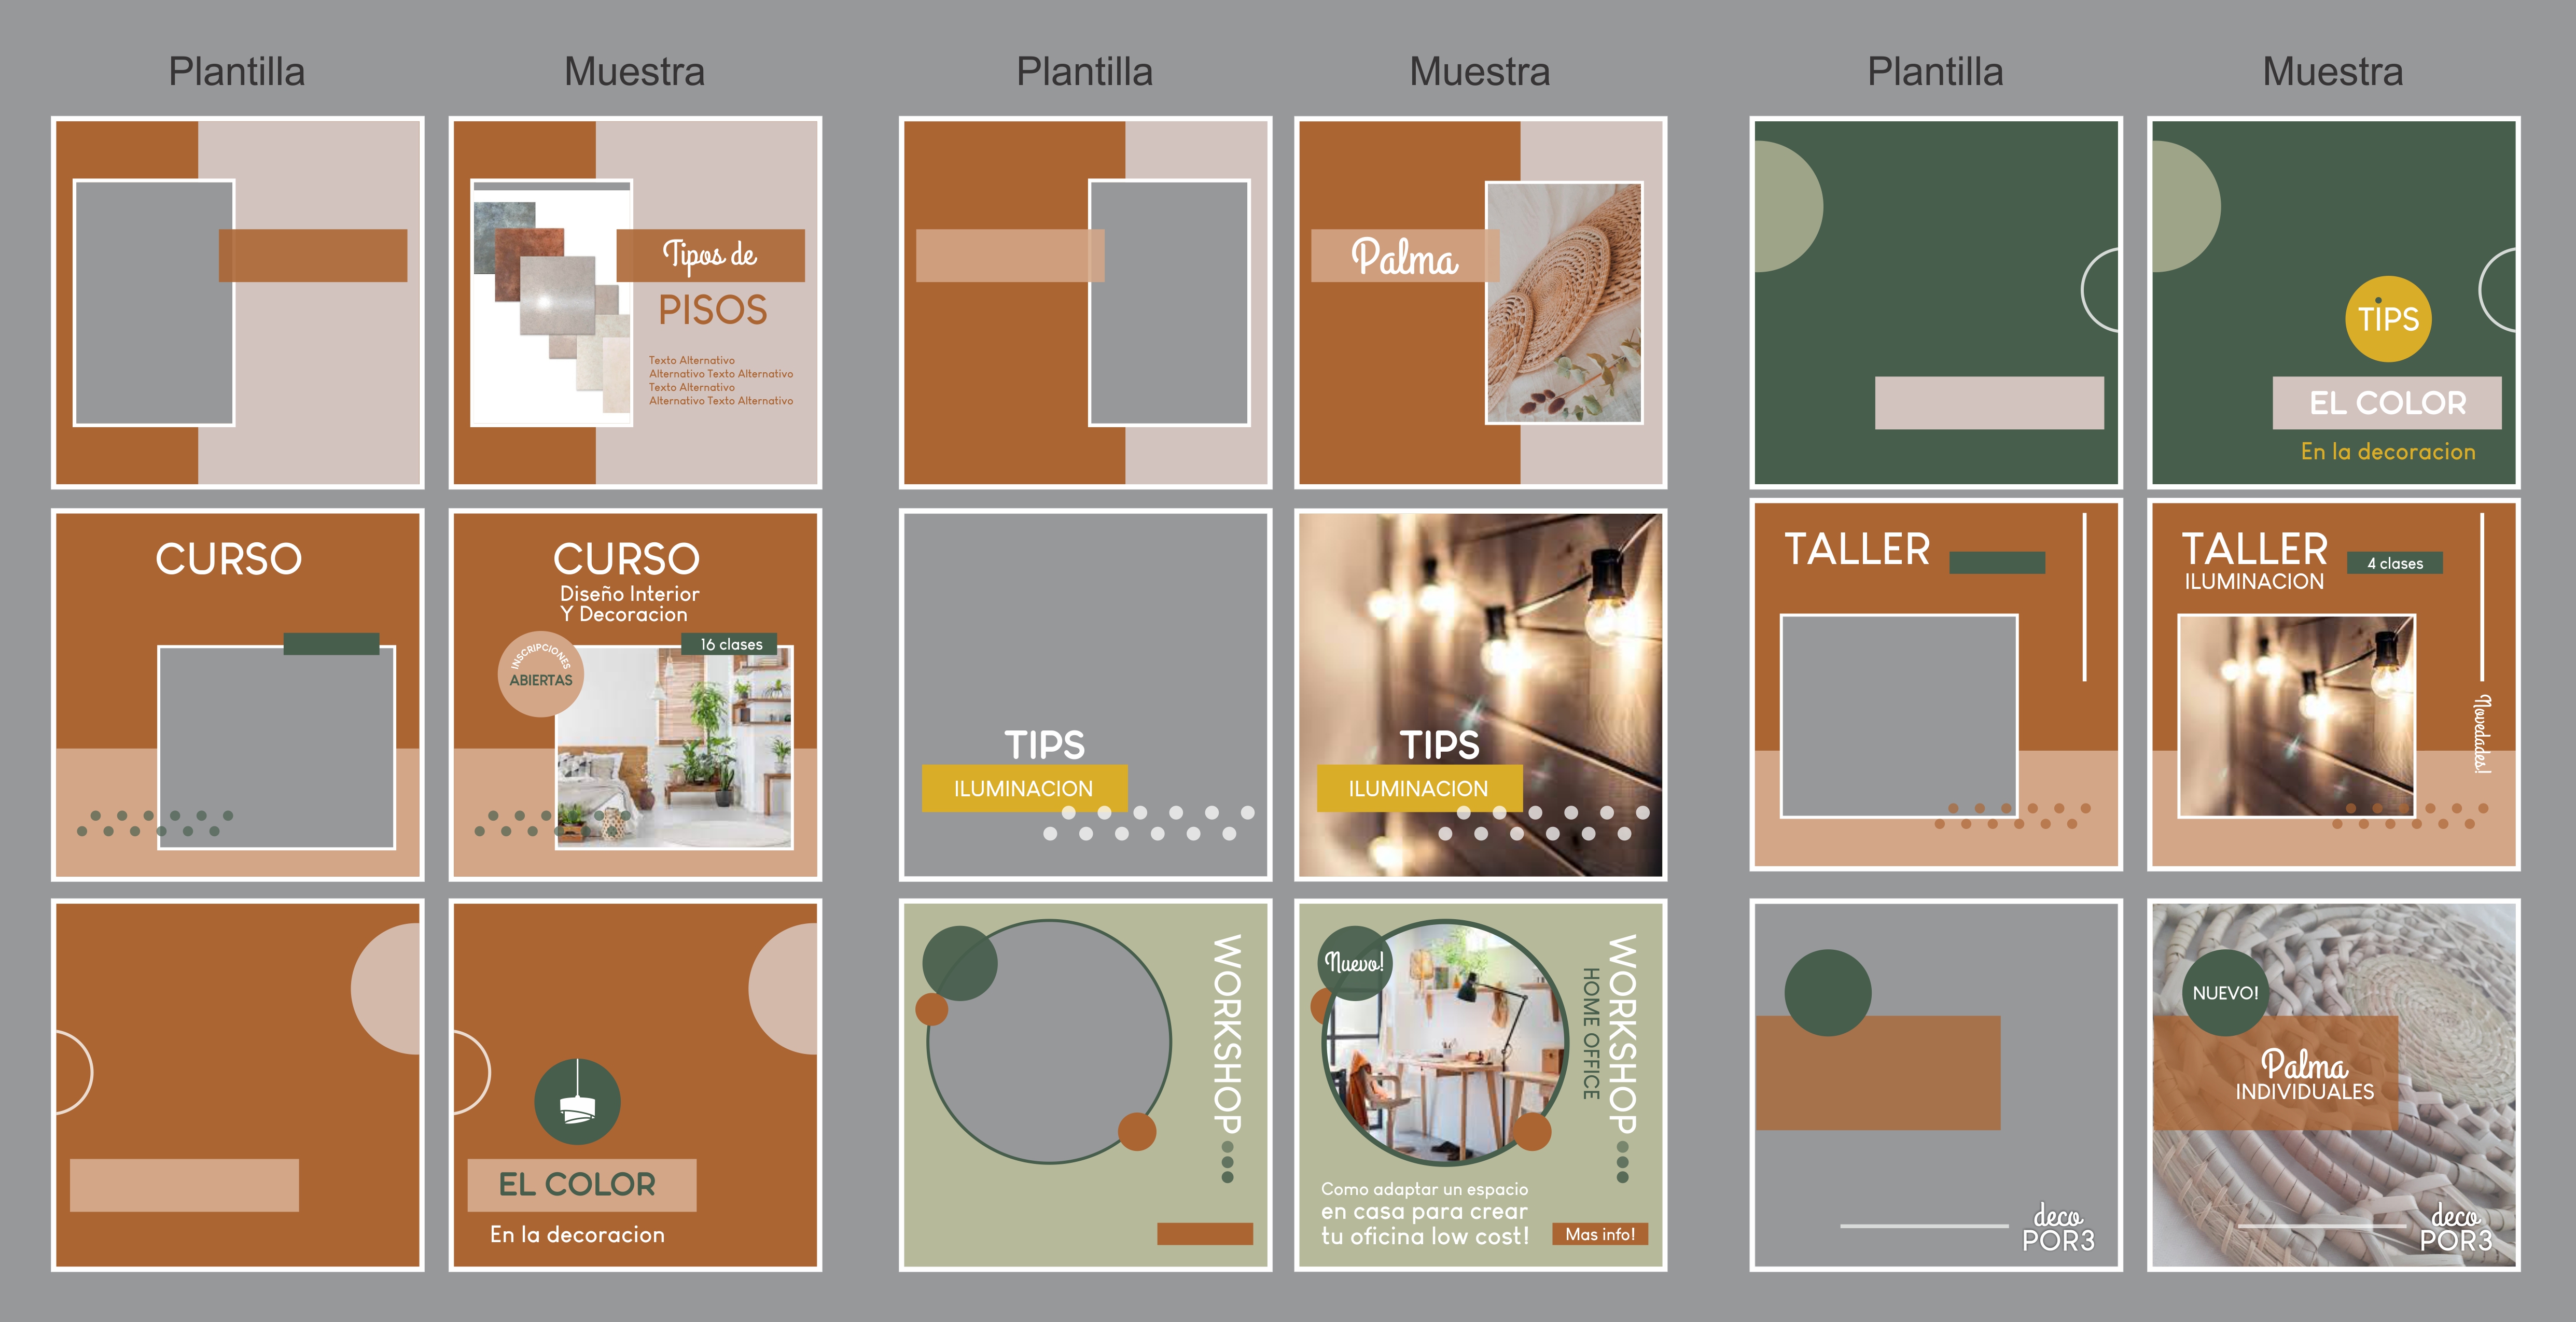 Plantilla
Muestra
Plantilla
Muestra
Plantilla
Muestra
Tipos de
PISOS
Texto Alternativo
Alternativo Texto Alternativo
Texto Alternativo
Alternativo Texto Alternativo
Palma
TIPS
EL COLOR
En la decoracion
CURSO
CURSO
Diseño Interior
Y Decoracion
INSCRIPCIONES
ABIERTAS
16 clases
TIPS
ILUMINACION
TIPS
ILUMINACION
TALLER
TALLER
ILUMINACION
4 clases
Novedades!
EL COLOR
En la decoracion
WORKSHOP
Nuevo!
WORKSHOP
HOME OFFICE
Como adaptar un espacio
en casa para crear
tu oficina low cost!
Mas info!
deco
POR3
NUEVO!
Palma
INDIVIDUALES
deco
POR3